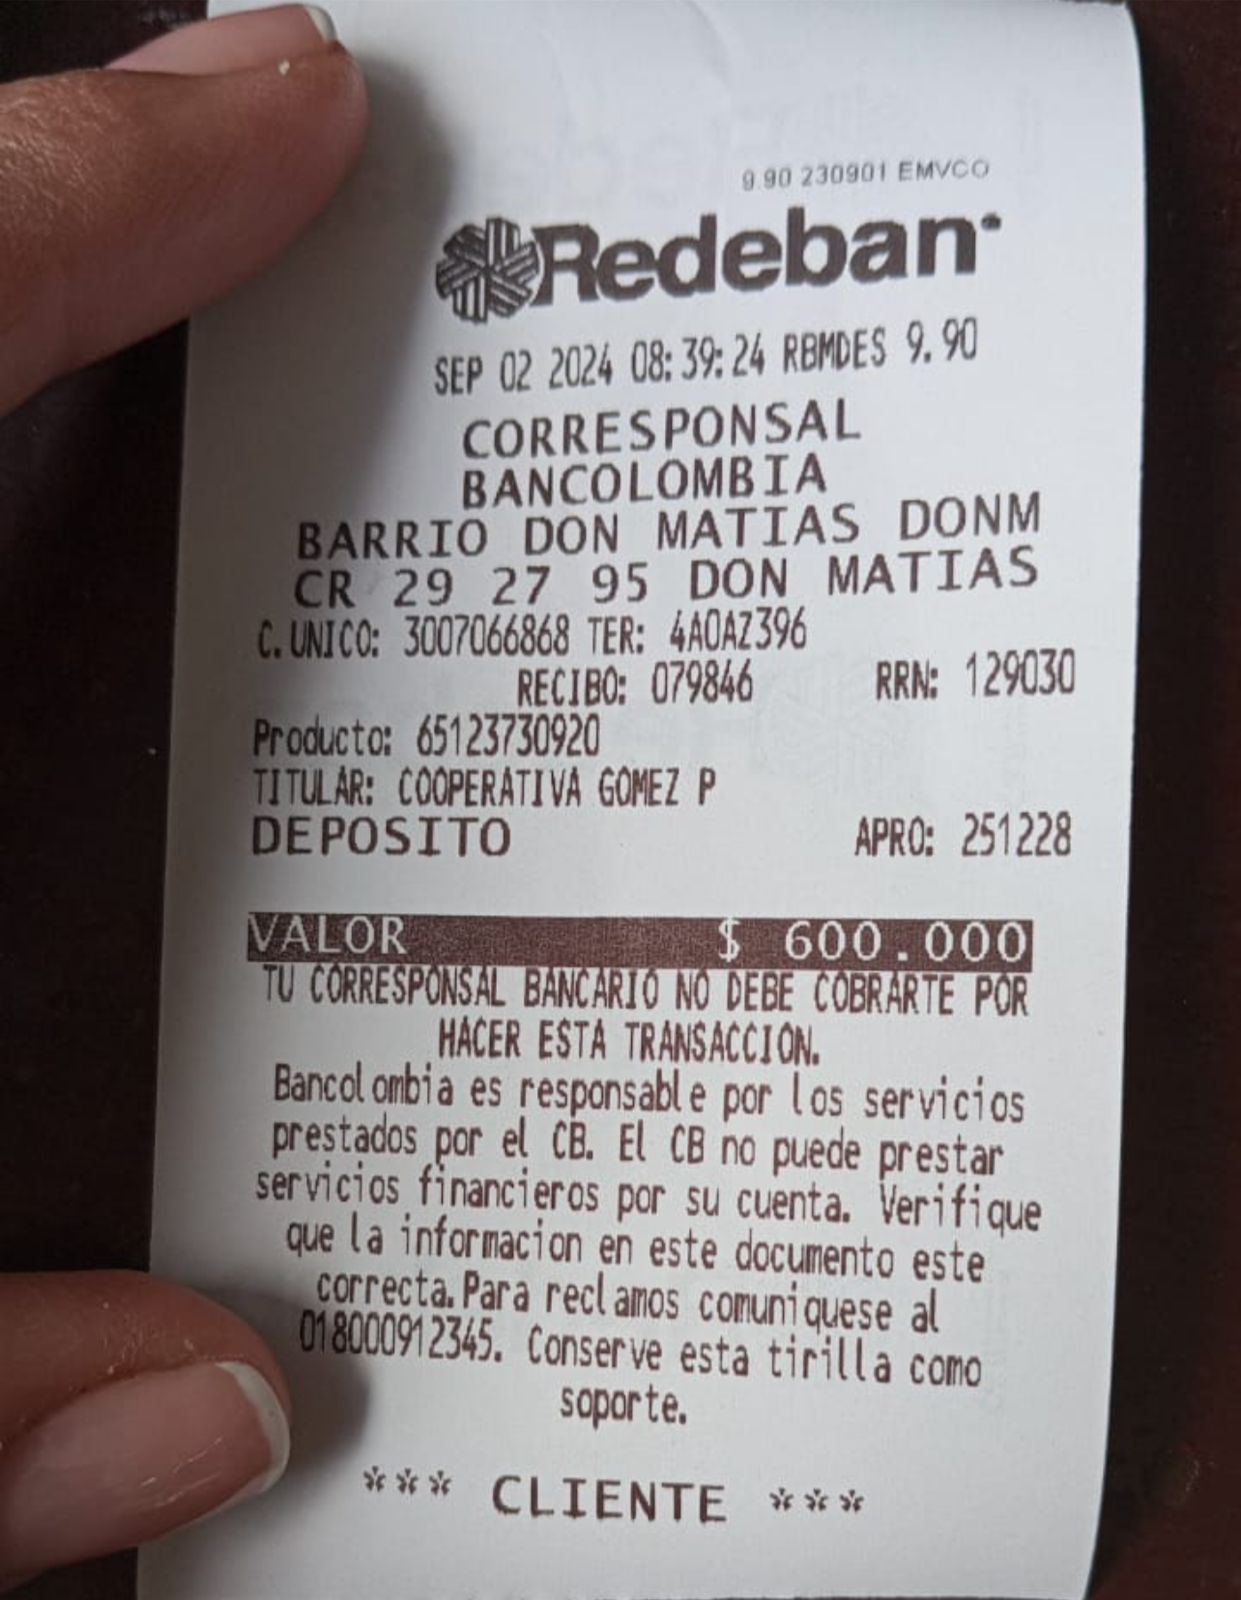 9.90 230901 EMVCO
Redeban
SEP 02 2024 08:39:24 RBMDES 9.90
CORRESPONSAL
BANCOLOMBIA
BARRIO DON MATIAS DONM
CR 29 27 95 DON MATIAS
C.UNICO: 3007066868 TER: 4A0AZ396
RECIBO: 079846 RRN: 129030
Producto: 65123730920
TITULAR: COOPERATIVA GOMEZ P
DEPOSITO APRO: 251228
VALOR $ 600.000
TU CORRESPONSAL BANCARIO NO DEBE COBRARTE POR
HACER ESTA TRANSACCION.
Bancolombia es responsable por los servicios
prestados por el CB. El CB no puede prestar
servicios financieros por su cuenta. Verifique
que la informacion en este documento este
correcta.Para reclamos comuniquese al
018000912345. Conserve esta tirilla como
soporte.
*** CLIENTE ***